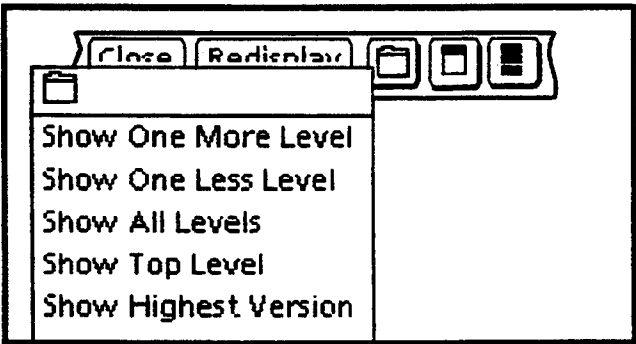 Close Redisplay
Show One More Level
Show One Less Level
Show All Levels
Show Top Level
Show Highest Version